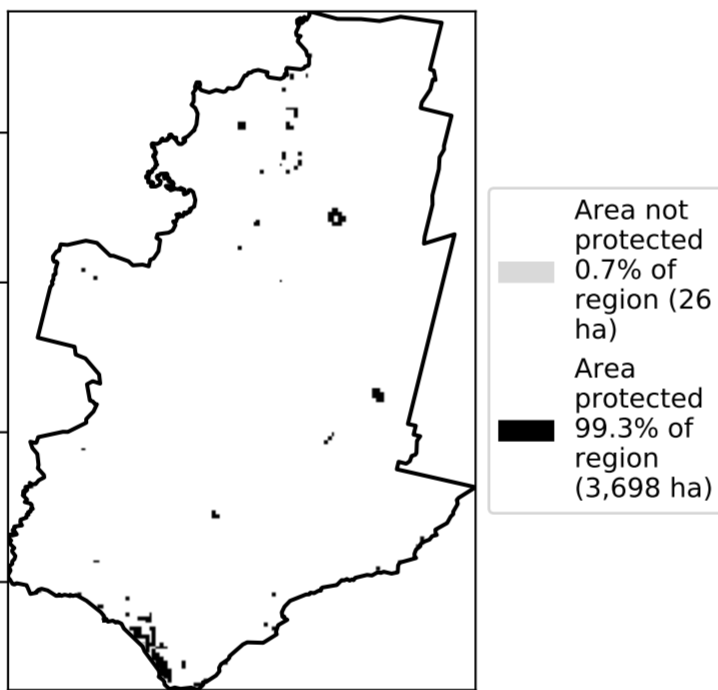 Area not
protected
0.7% of
region (26
ha)
Area
protected
99.3% of
region
(3,698 ha)